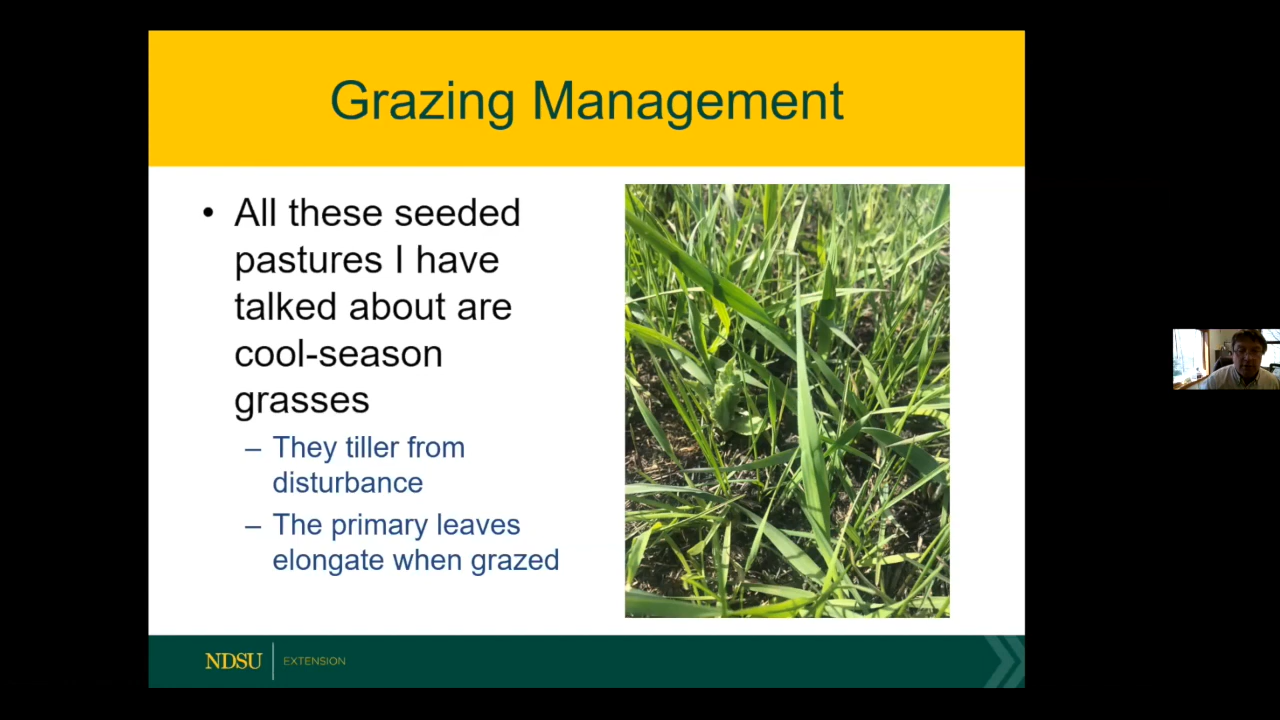 Grazing Management
• All these seeded
pastures I have
talked about are
cool-season
grasses
– They tiller from
disturbance
– The primary leaves
elongate when grazed
NDSU EXTENSION